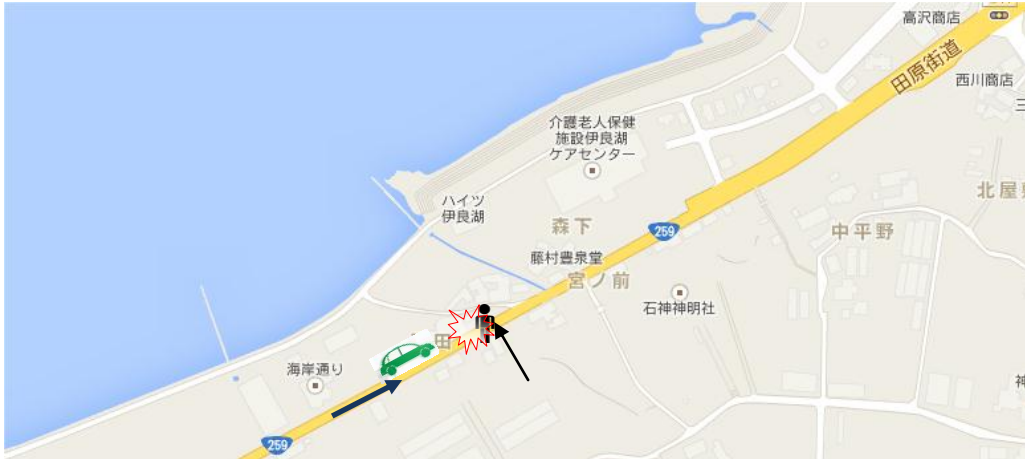 高沢商店
田原街道
西川商店
三
介護老人保健
施設伊良湖
ケアセンター
北屋
ハイツ
伊良湖
森下
259
中平野
藤村豊泉堂
宮ノ前
石神神明社
田
海岸通り
神
259